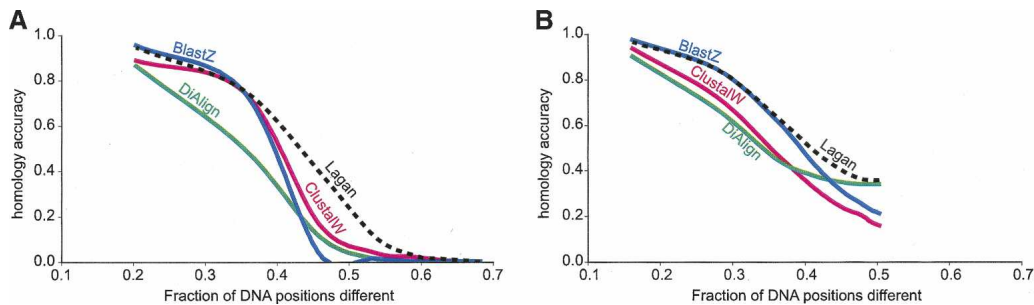 A
1.0
0.8
0.6
0.4
0.2
0.0
homology accuracy
BlastZ
DiAlign
ClustalW
Lagan
0.1
0.2
0.3
0.4
0.5
0.6
0.7
Fraction of DNA positions different
B
1.0
0.8
0.6
0.4
0.2
0.0
homology accuracy
BlastZ
ClustalW
DiAlign
Lagan
0.1
0.2
0.3
0.4
0.5
0.6
0.7
Fraction of DNA positions different